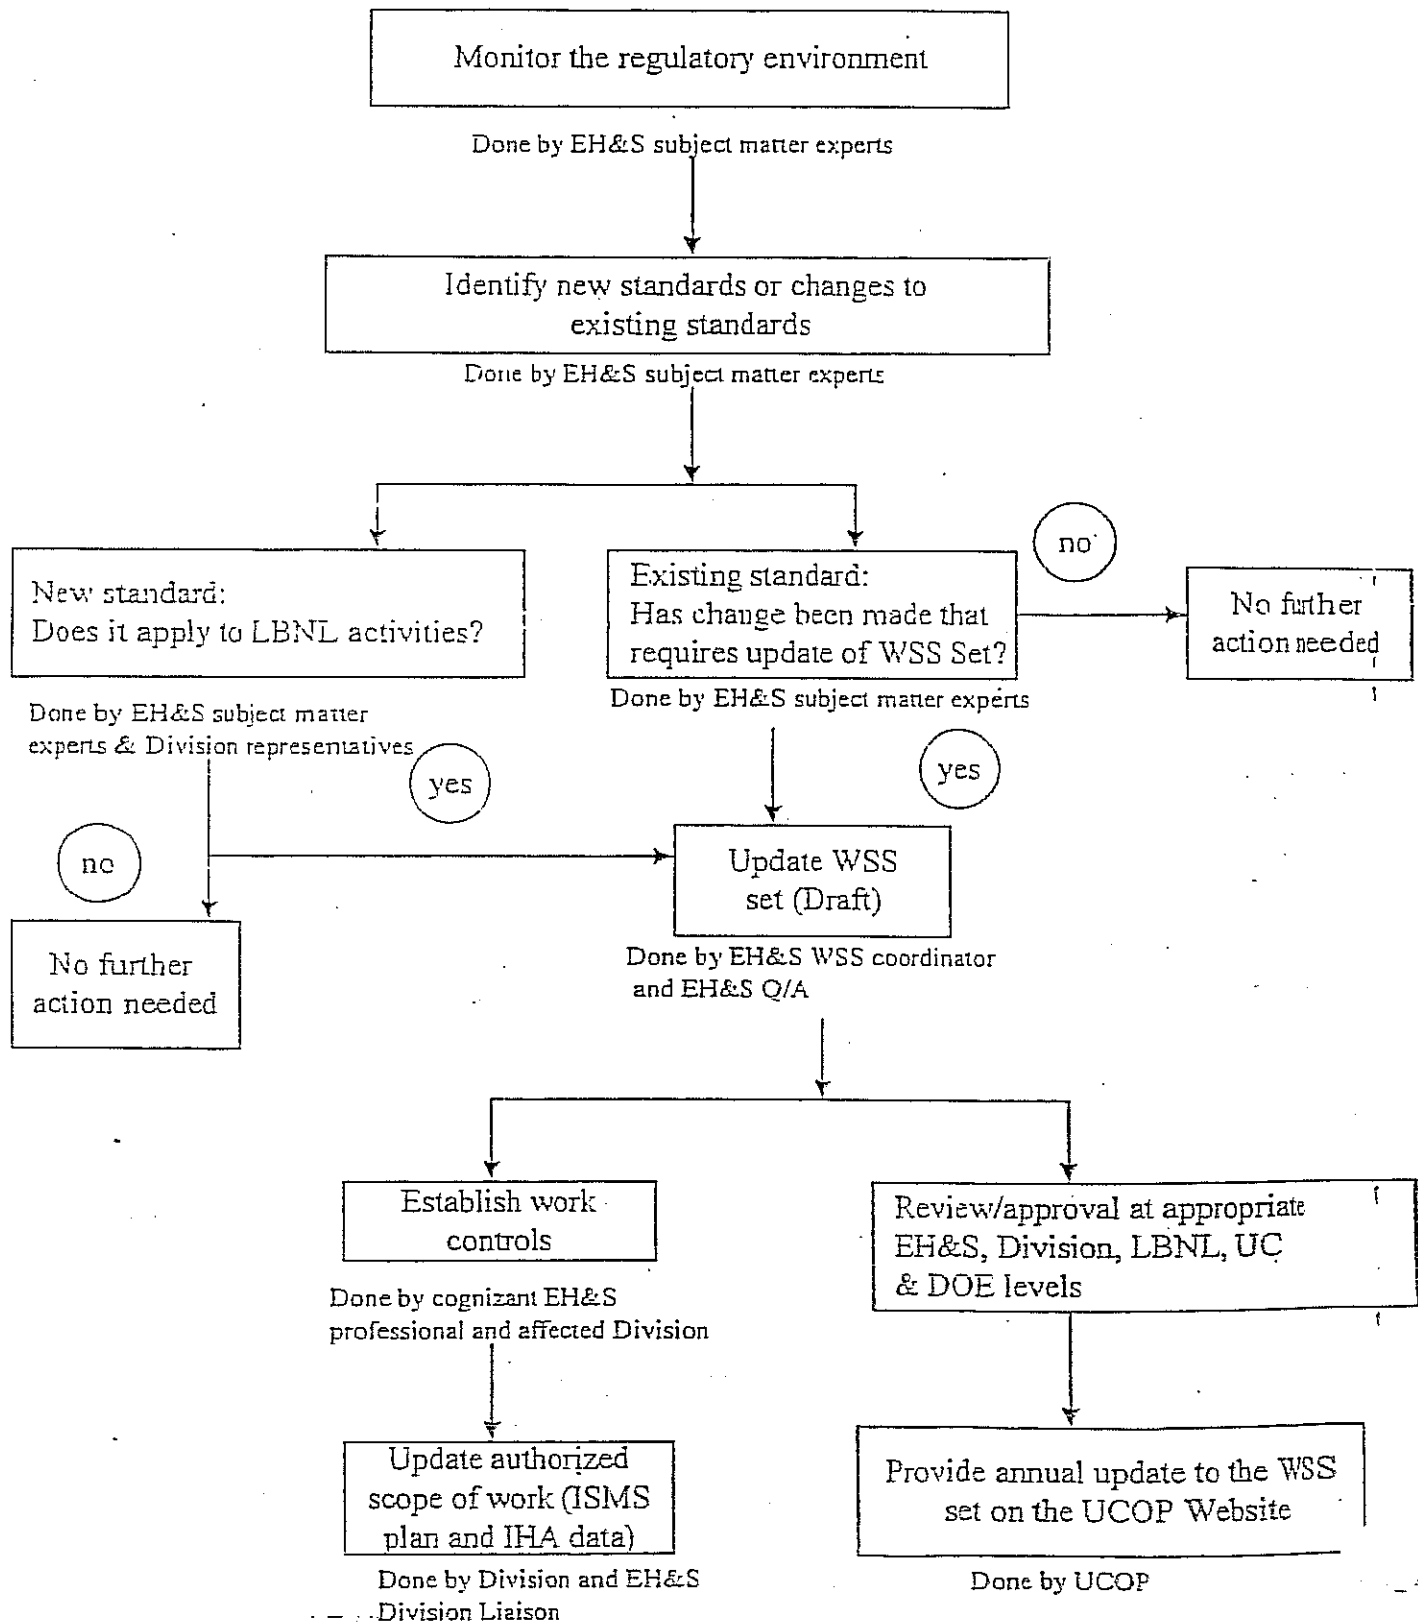 Monitor the regulatory environment
Done by EH&S subject matter experts
Identify new standards or changes to
existing standards
Done by EH&S subject matter experts
New standard:
Does it apply to LBNL activities?
Done by EH&S subject matter
experts & Division representatives
Existing standard:
Has change been made that
requires update of WSS Set?
Done by EH&S subject matter experts
no
No further
action needed
yes
yes
no
No further
action needed
Update WSS
set (Draft)
Done by EH&S WSS coordinator
and EH&S Q/A
Establish work
controls
Done by cognizant EH&S
professional and affected Division
Review/approval at appropriate
EH&S, Division, LBNL, UC
& DOE levels
Update authorized
scope of work (ISMS
plan and IHA data)
Done by Division and EH&S
Division Liaison
Provide annual update to the WSS
set on the UCOP Website
Done by UCOP